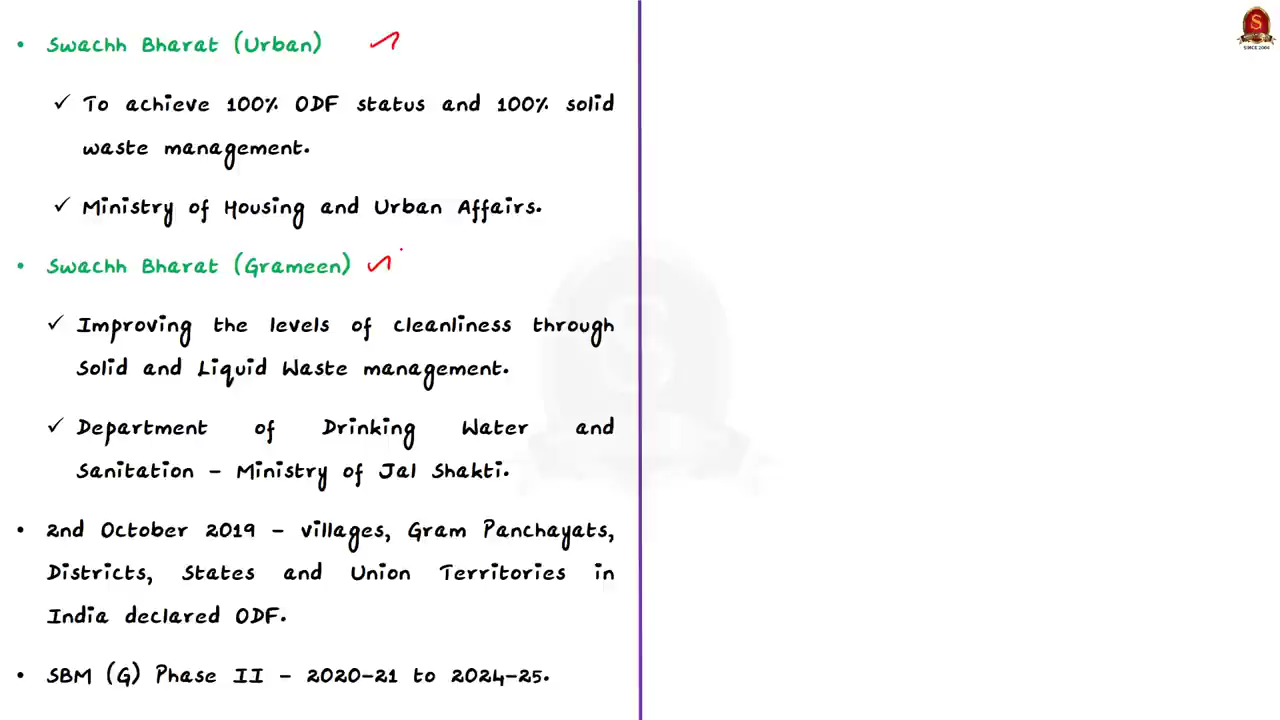 • Swachh Bharat (Urban)
✓ To achieve 100% ODF status and 100% solid
waste management.
✓ Ministry of Housing and Urban Affairs.
• Swachh Bharat (Grameen)
✓ Improving the levels of cleanliness through
Solid and Liquid Waste management.
✓ Department of Drinking Water and
Sanitation – Ministry of Jal Shakti.
• 2nd October 2019 – villages, Gram Panchayats,
Districts, States and Union Territories in
India declared ODF.
• SBM (G) Phase II – 2020-21 to 2024-25.
S
SINCE 2004
S